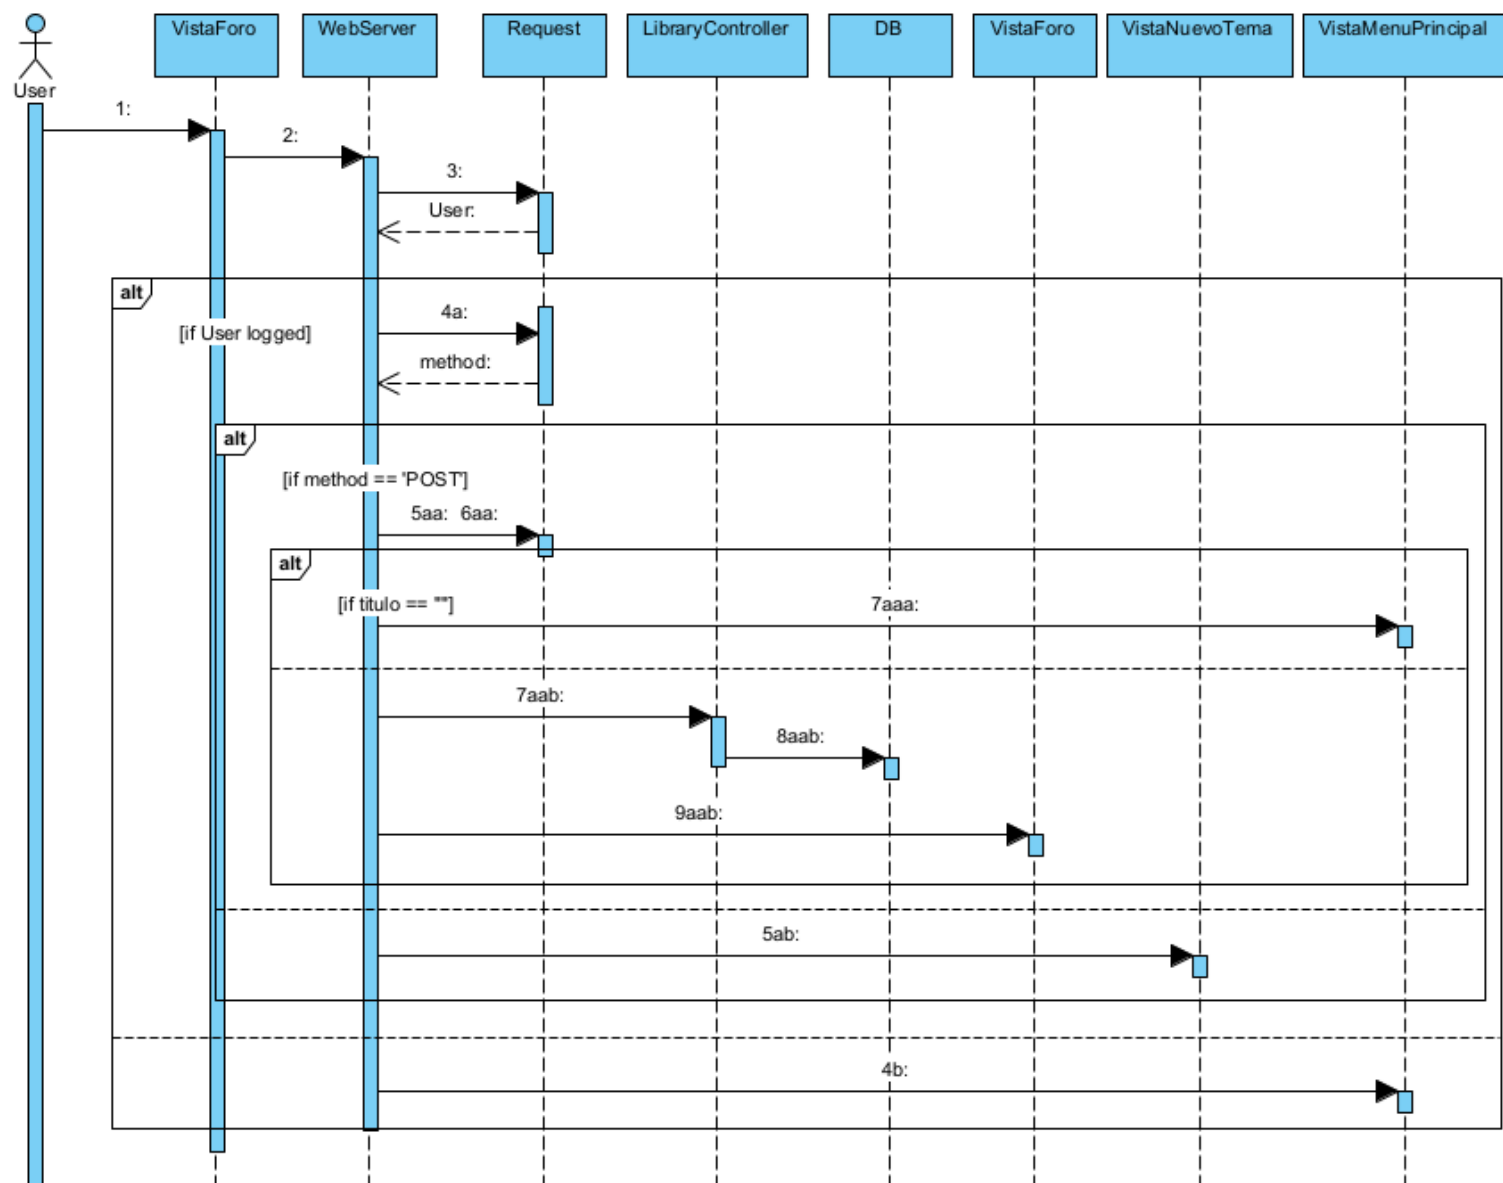 VistaForo
WebServer
Request
LibraryController
DB
VistaForo
VistaNuevoTema
VistaMenuPrincipal
User
1:
2:
3:
User:
alt
[if User logged]
4a:
method:
alt
[if method == 'POST']
5aa: 6aa:
alt
[if titulo == ""]
7aaa:
7aab:
8aab:
9aab:
5ab:
4b: